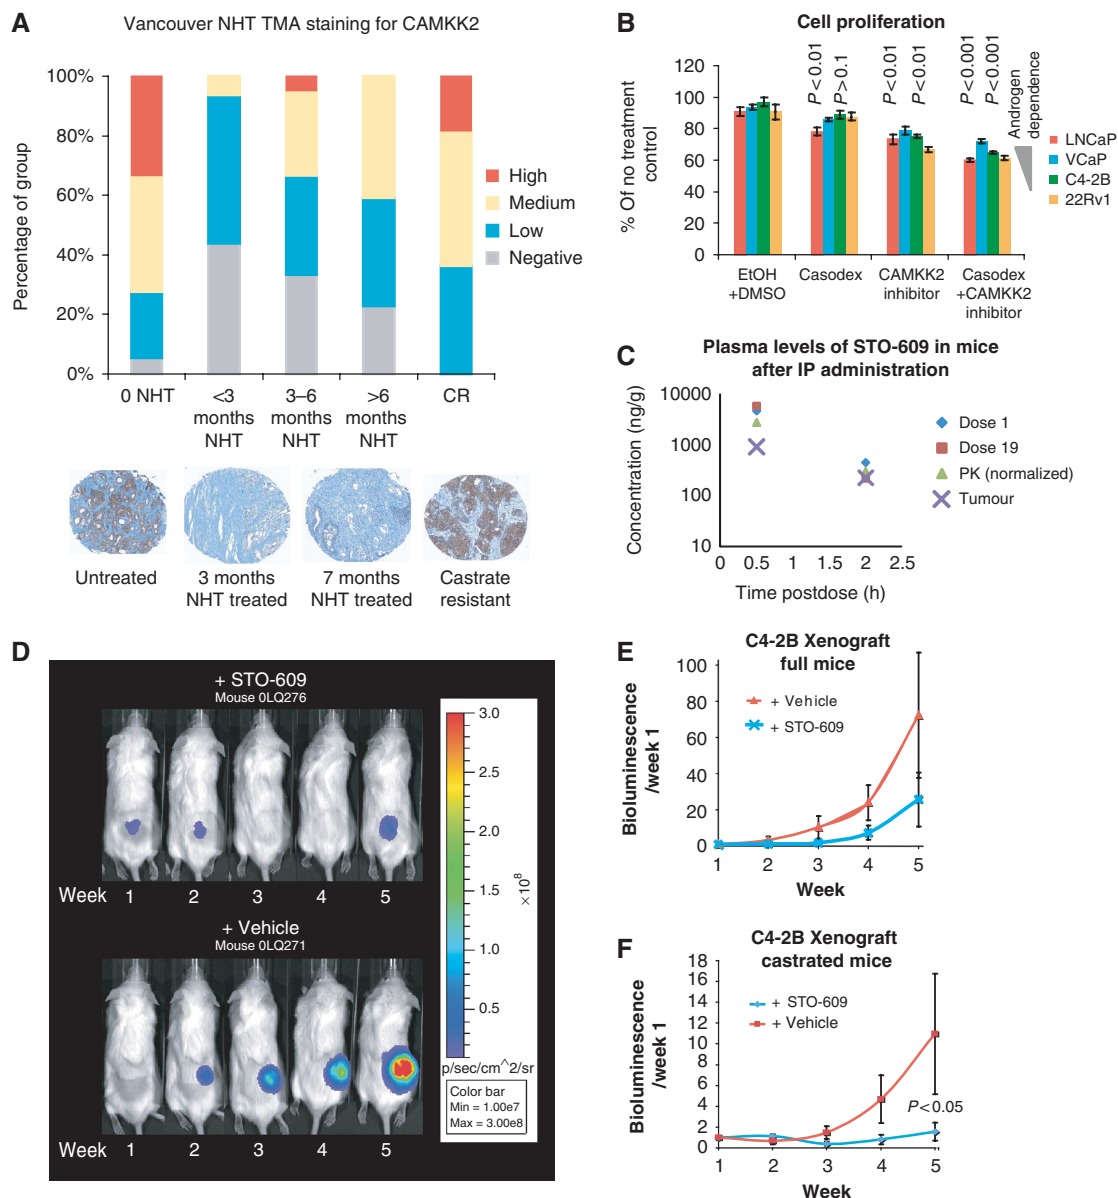 A
Vancouver NHT TMA staining for CAMKK2
Percentage of group
100%
80%
60%
40%
20%
0%
High
Medium
Low
Negative
0 NHT
<3
months
NHT
3–6
months
NHT
>6
months
NHT
CR
Untreated
3 months
NHT treated
7 months
NHT treated
Castrate
resistant
B
Cell proliferation
% Of no treatment
control
120
100
80
60
40
20
0
P<0.01
P>0.1
P<0.01
P<0.01
P<0.001
P<0.001
Androgen
dependence
LNCaP
VCaP
C4-2B
22Rv1
EtOH
+DMSO
Casodex
CAMKK2
inhibitor
Casodex
+CAMKK2
inhibitor
C
Plasma levels of STO-609 in mice
after IP administration
Concentration (ng/g)
10000
1000
100
10
0
0.5
1
1.5
2
2.5
Time postdose (h)
Dose 1
Dose 19
PK (normalized)
Tumour
D
+ STO-609
Mouse 0LQ276
Week 1 2 3 4 5
+ Vehicle
Mouse 0LQ271
Week 1 2 3 4 5
3.0
2.5
2.0
1.5
1.0
0.5
×10⁸
p/sec/cm^2/sr
Color bar
Min = 1.00e7
Max = 3.00e8
E
C4-2B Xenograft
full mice
Bioluminescence
/week 1
100
80
60
40
20
0
+ Vehicle
+ STO-609
1 2 3 4 5
Week
F
C4-2B Xenograft
castrated mice
Bioluminescence
/week 1
18
16
14
12
10
8
6
4
2
0
+ STO-609
+ Vehicle
P<0.05
1 2 3 4 5
Week